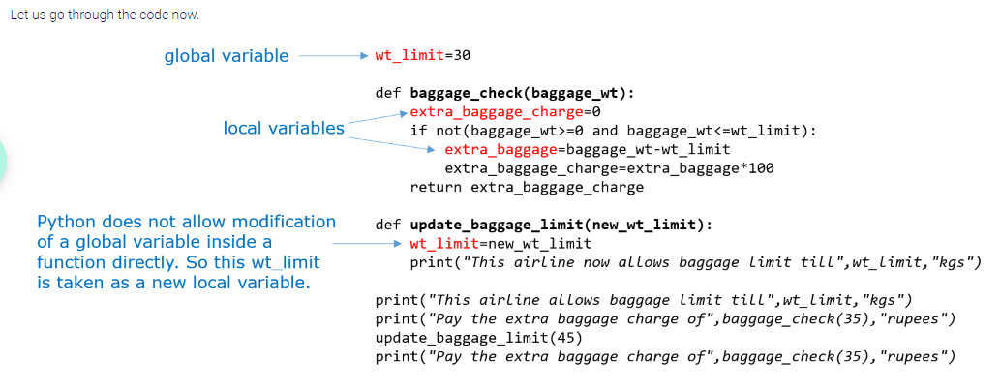 Let us go through the code now.
global variable
wt_limit=30
def baggage_check(baggage_wt):
extra_baggage_charge=0
local variables
if not(baggage_wt>=0 and baggage_wt<=wt_limit):
extra_baggage=baggage_wt-wt_limit
extra_baggage_charge=extra_baggage*100
return extra_baggage_charge
Python does not allow modification
of a global variable inside a
function directly. So this wt_limit
is taken as a new local variable.
def update_baggage_limit(new_wt_limit):
wt_limit=new_wt_limit
print("This airline now allows baggage limit till",wt_limit,"kgs")
print("This airline allows baggage limit till",wt_limit,"kgs")
print("Pay the extra baggage charge of",baggage_check(35),"rupees")
update_baggage_limit(45)
print("Pay the extra baggage charge of",baggage_check(35),"rupees")